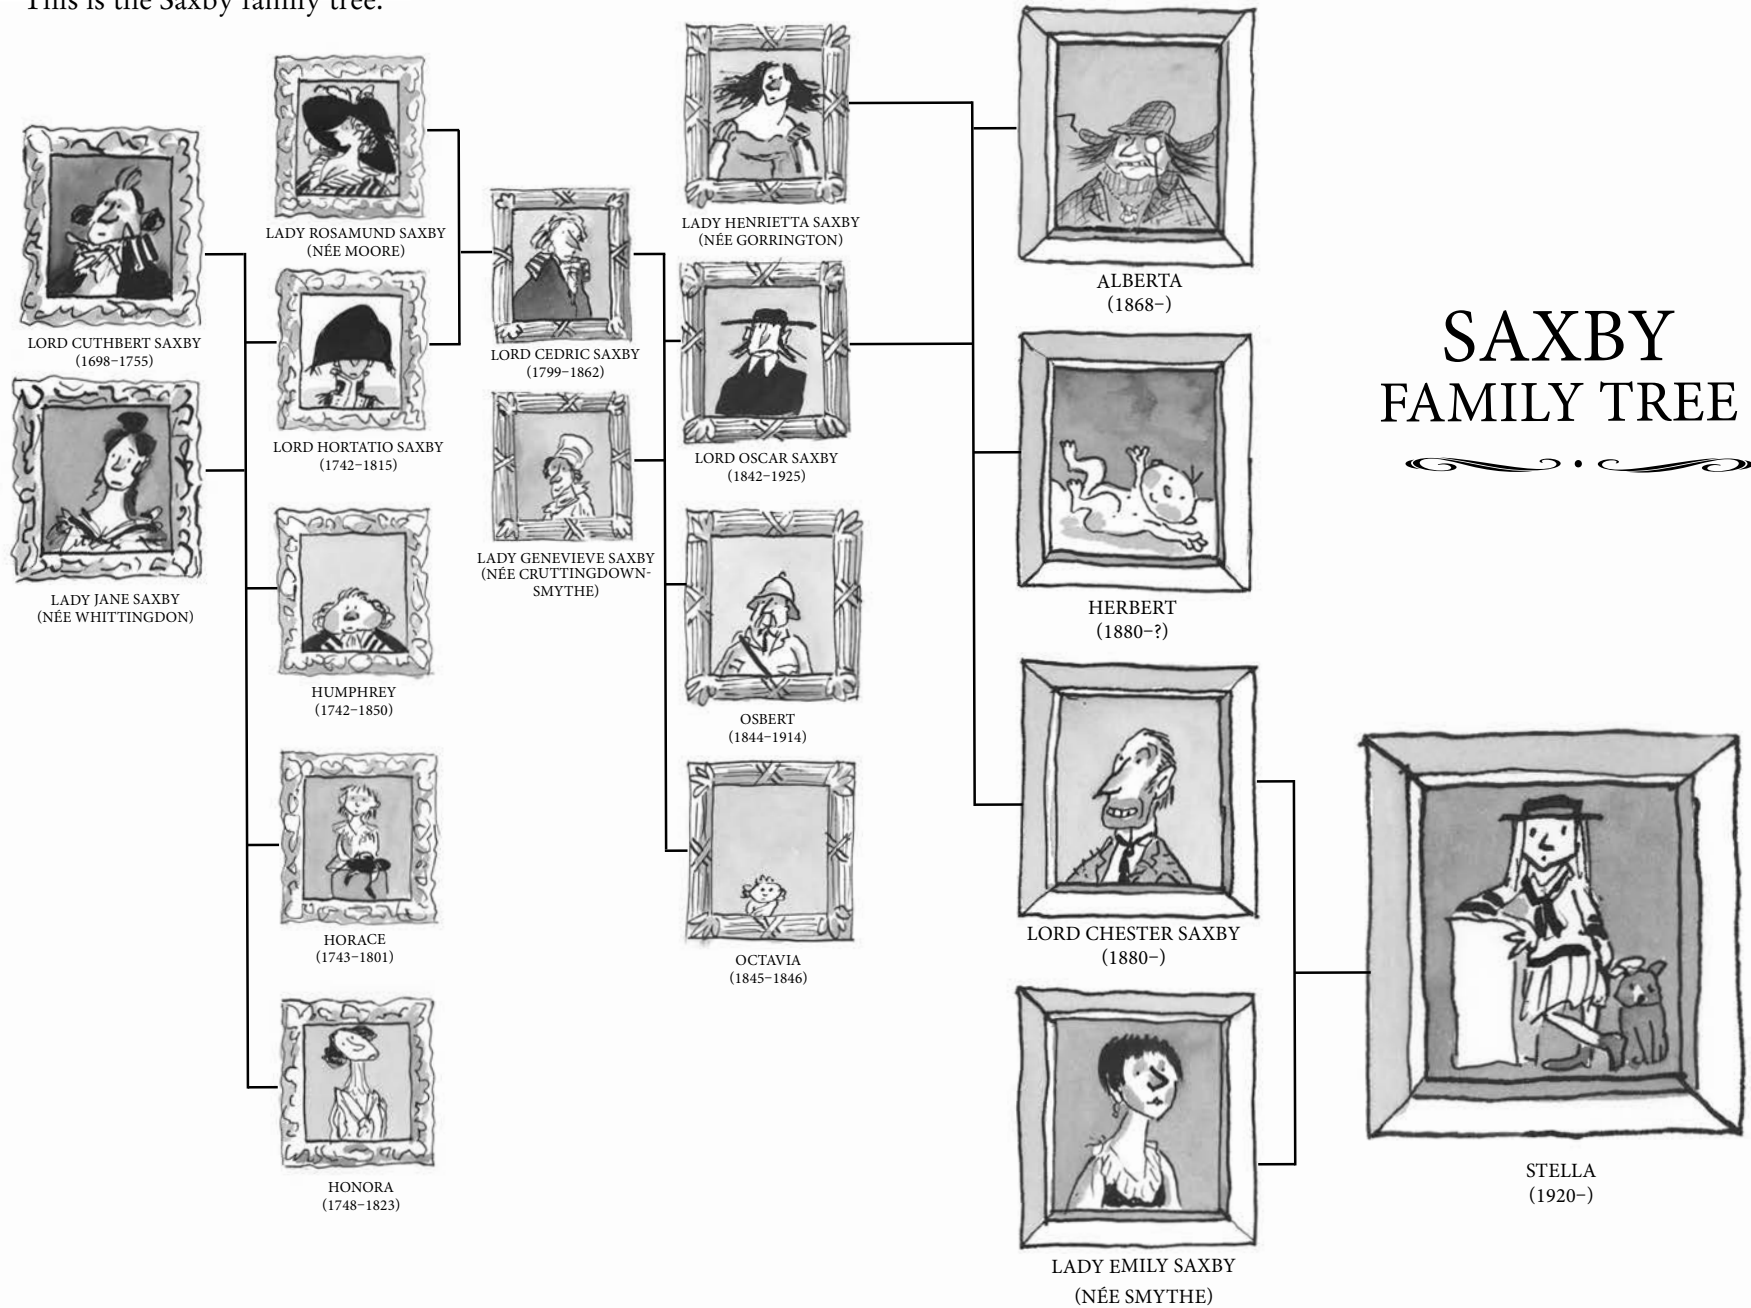 This is the Saxby family tree.
LORD CUTHBERT SAXBY
(1698–1755)
LADY JANE SAXBY
(NÉE WHITTINGDON)
LADY ROSAMUND SAXBY
(NÉE MOORE)
LORD HORTATIO SAXBY
(1742–1815)
HUMPHREY
(1742–1850)
HORACE
(1743–1801)
HONORA
(1748–1823)
LORD CEDRIC SAXBY
(1799–1862)
LADY GENEVIEVE SAXBY
(NÉE CRUTTINGDOWN-
SMYTHE)
LADY HENRIETTA SAXBY
(NÉE GORRINGTON)
LORD OSCAR SAXBY
(1842–1925)
OSBERT
(1844–1914)
OCTAVIA
(1845–1846)
ALBERTA
(1868–)
HERBERT
(1880–?)
LORD CHESTER SAXBY
(1880–)
LADY EMILY SAXBY
(NÉE SMYTHE)
SAXBY
FAMILY TREE
STELLA
(1920–)